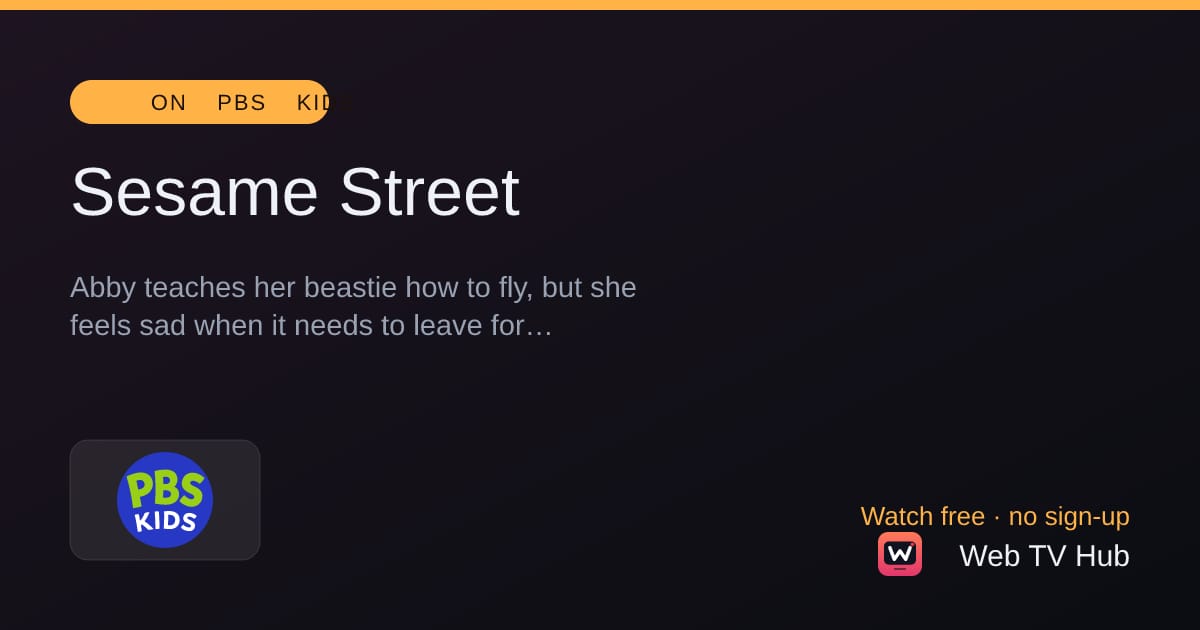 ON PBS KIDS
Sesame Street
Abby teaches her beastie how to fly, but she
feels sad when it needs to leave for…
PBS
KIDS
Watch free · no sign-up
W
Web TV Hub